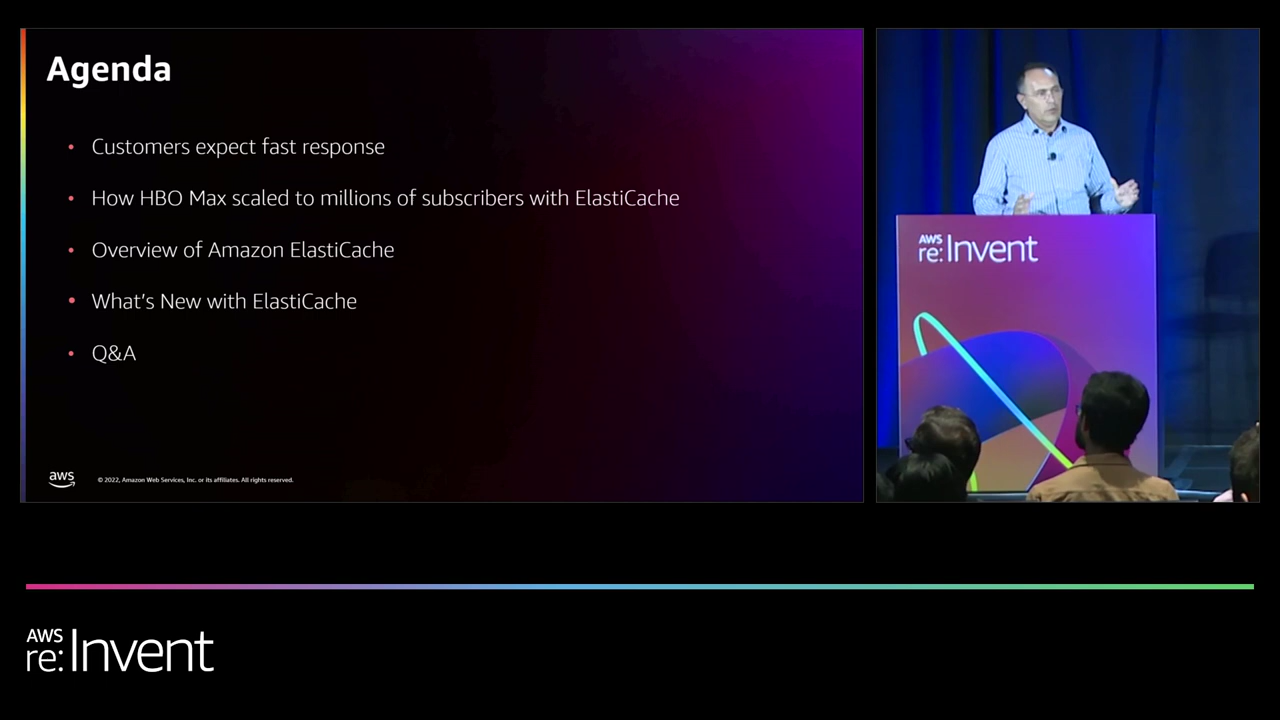 Agenda
• Customers expect fast response
• How HBO Max scaled to millions of subscribers with ElastiCache
• Overview of Amazon ElastiCache
• What's New with ElastiCache
• Q&A
aws
© 2022, Amazon Web Services, Inc. or its affiliates. All rights reserved.
AWS
re:Invent
AWS
re:Invent